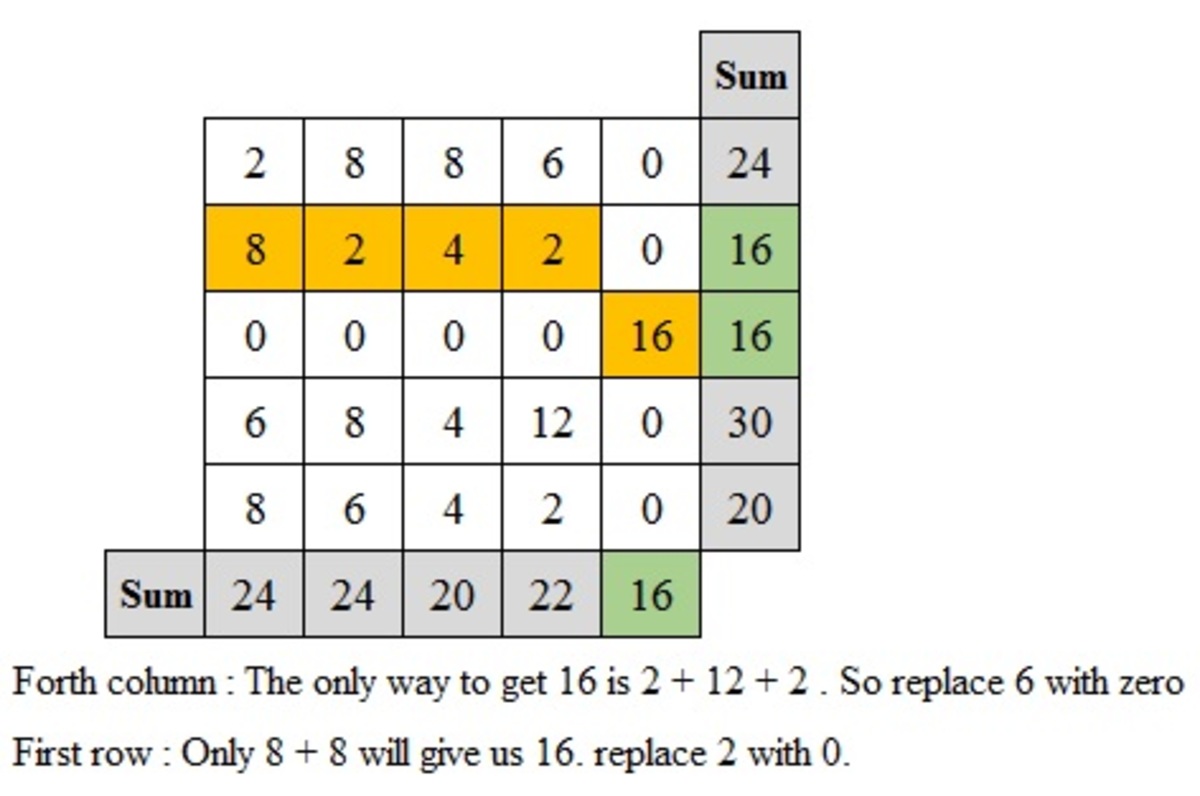 Sum
2 8 8 6 0 24
8 2 4 2 0 16
0 0 0 0 16 16
6 8 4 12 0 30
8 6 4 2 0 20
Sum 24 24 20 22 16
Forth column : The only way to get 16 is 2 + 12 + 2 . So replace 6 with zero
First row : Only 8 + 8 will give us 16. replace 2 with 0.